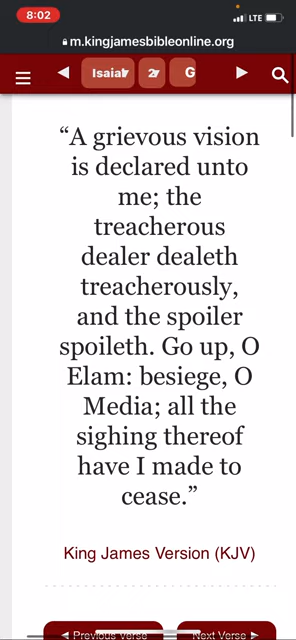 8:02
LTE
m.kingjamesbibleonline.org
Isaiah
G
“A grievous vision
is declared unto
me; the
treacherous
dealer dealeth
treacherously,
and the spoiler
spoileth. Go up, O
Elam: besiege, O
Media; all the
sighing thereof
have I made to
cease.”
King James Version (KJV)
Previous Verse
Next Verse